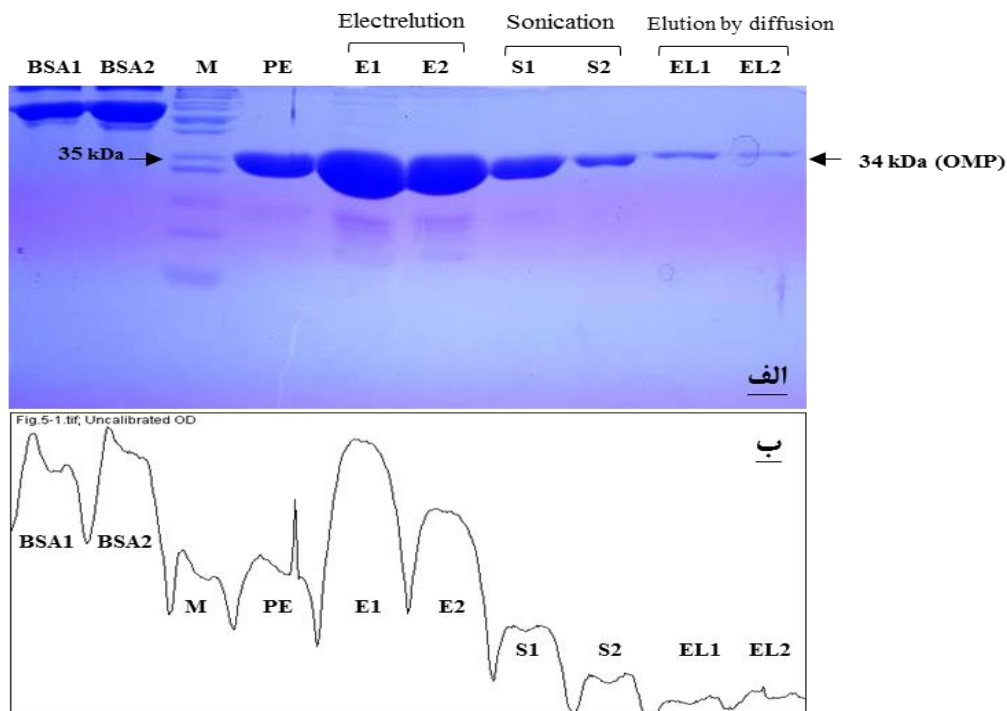 Electrelution Sonication Elution by diffusion
BSA1 BSA2 M PE E1 E2 S1 S2 EL1 EL2
35 kDa 34 kDa (OMP)
الف
Fig.5-1.tif; Uncalibrated OD
ب
BSA1 BSA2 M PE E1 E2 S1 S2 EL1 EL2